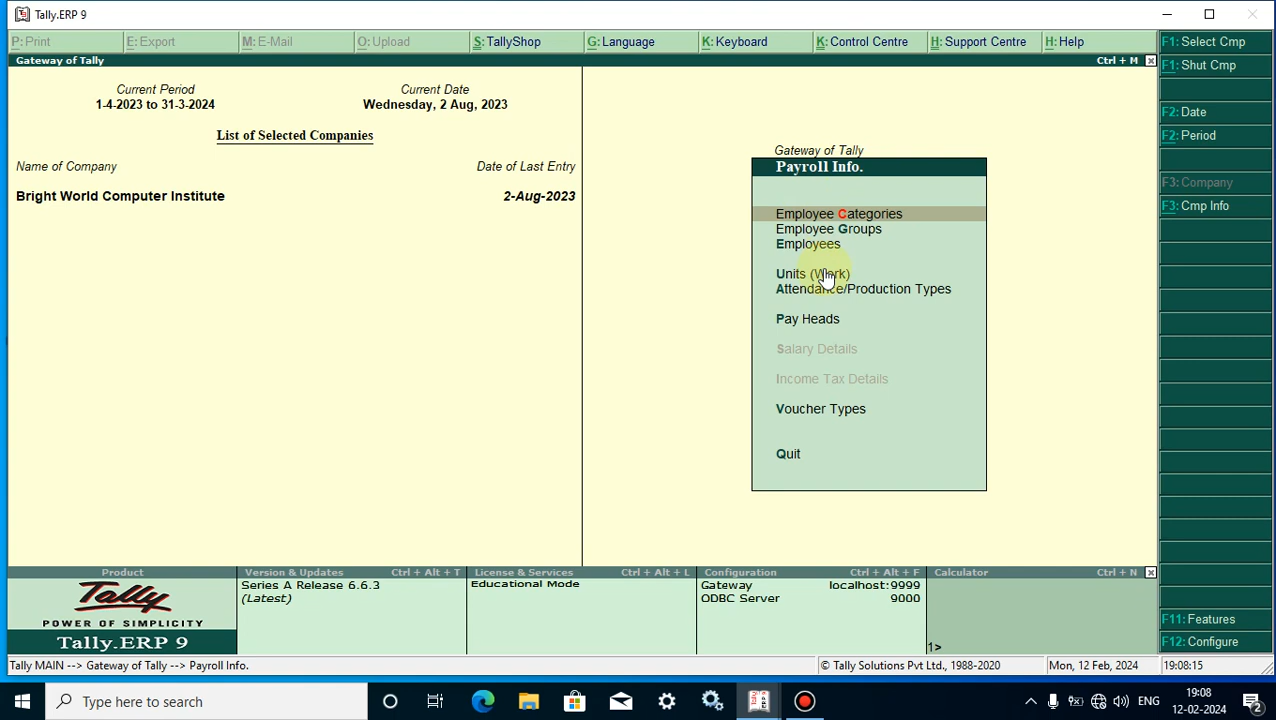 Tally.ERP 9
P: Print
E: Export
M: E-Mail
O: Upload
S: TallyShop
G: Language
K: Keyboard
K: Control Centre
H: Support Centre
H: Help
Gateway of Tally
Ctrl + M
Current Period
1-4-2023 to 31-3-2024
Current Date
Wednesday, 2 Aug, 2023
List of Selected Companies
Name of Company
Date of Last Entry
Bright World Computer Institute
2-Aug-2023
Gateway of Tally
Payroll Info.
Employee Categories
Employee Groups
Employees
Units (Work)
Attendance/Production Types
Pay Heads
Salary Details
Income Tax Details
Voucher Types
Quit
F1: Select Cmp
F1: Shut Cmp
F2: Date
F2: Period
F3: Company
F3: Cmp Info
F11: Features
F12: Configure
Product
Tally
POWER OF SIMPLICITY
Tally.ERP 9
Version & Updates
Ctrl + Alt + T
Series A Release 6.6.3
(Latest)
License & Services
Ctrl + Alt + L
Educational Mode
Configuration
Ctrl + Alt + F
Gateway
localhost:9999
ODBC Server
9000
Calculator
Ctrl + N
1>
Tally MAIN --> Gateway of Tally --> Payroll Info.
© Tally Solutions Pvt Ltd., 1988-2020
Mon, 12 Feb, 2024
19:08:15
Type here to search
ENG
19:08
12-02-2024
2